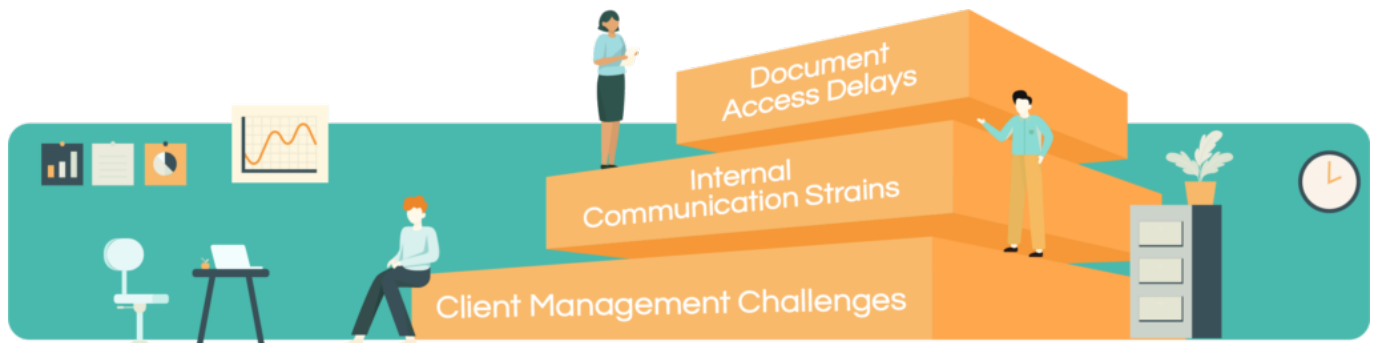 Document
Access Delays
Internal
Communication Strains
Client Management Challenges